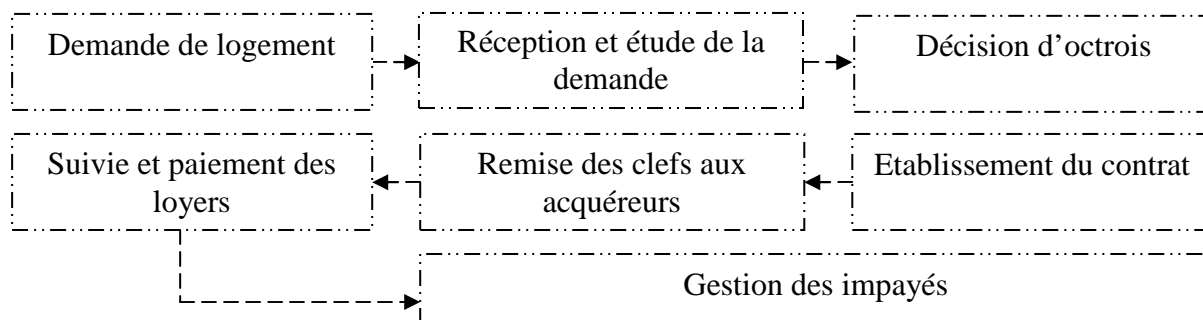 Demande de logement
Réception et étude de la
demande
Décision d’octrois
Suivie et paiement des
loyers
Remise des clefs aux
acquéreurs
Etablissement du contrat
Gestion des impayés